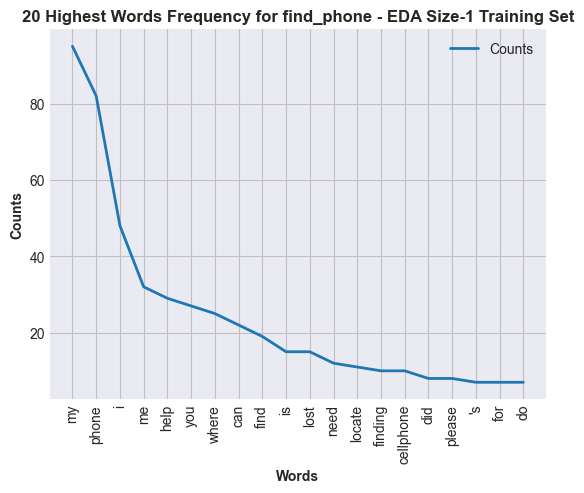 20 Highest Words Frequency for find_phone - EDA Size-1 Training Set
Counts
80
60
40
20
Counts
my
phone
i
me
help
you
where
can
find
is
lost
need
locate
finding
cellphone
did
please
's
for
do
Words